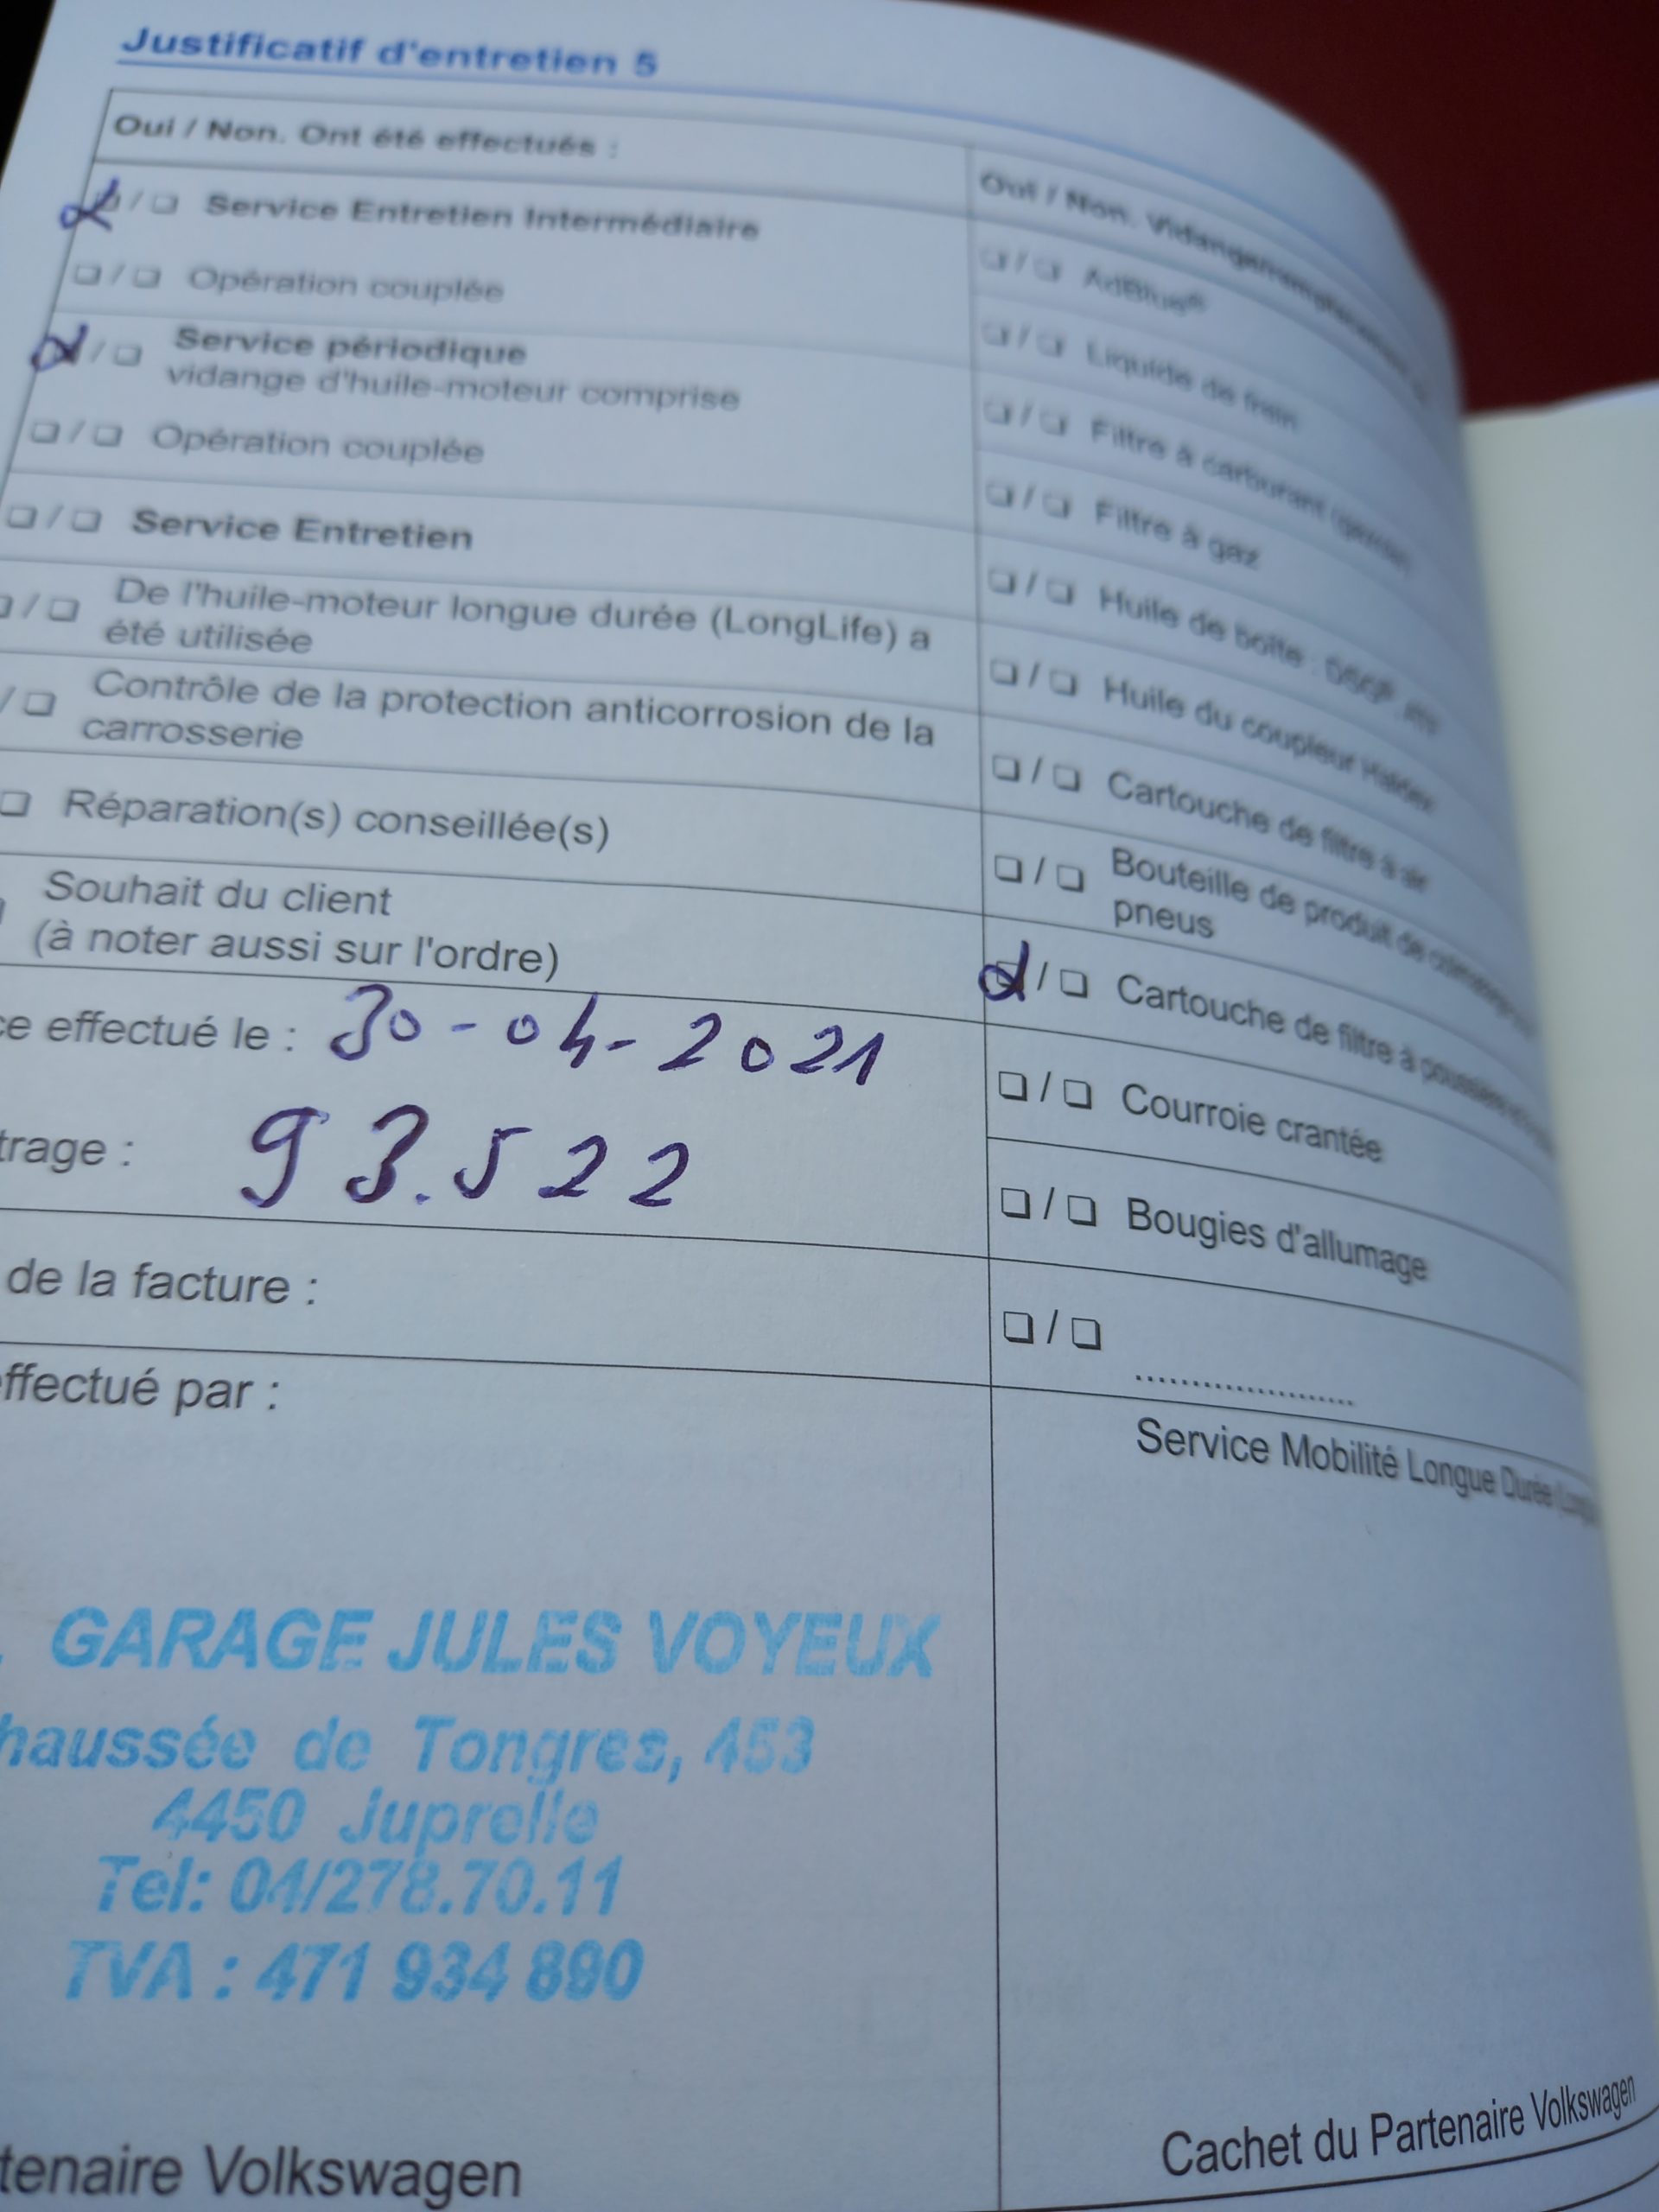 Justificatif d'entretien 5
Oui / Non. Ont été effectués :
/ Service Entretien Intermédiaire
/ Opération couplée
/ Service périodique
vidange d'huile-moteur comprise
/ Opération couplée
/ Service Entretien
/ De l'huile-moteur longue durée (LongLife) a
été utilisée
/ Contrôle de la protection anticorrosion de la
carrosserie
Réparation(s) conseillée(s)
Souhait du client
(à noter aussi sur l'ordre)
ce effectué le : 30-04-2021
trage : 93.522
de la facture :
effectué par :
GARAGE JULES VOYEUX
haussée de Tongres, 453
4450 Juprelle
Tel: 04/278.70.11
TVA : 471 934 890
tenaire Volkswagen
Oui / Non.
/ AdBlue®
/ Liquide de frein
/ Filtre à carburant
/ Filtre à gaz
/ Huile de boîte :
/ Huile du coupleur Haldex
/ Cartouche de filtre à air
/ Bouteille de produit de
pneus
/ Cartouche de filtre à poussière
/ Courroie crantée
/ Bougies d'allumage
/ ....................
Service Mobilité Longue Durée
Cachet du Partenaire Volkswagen